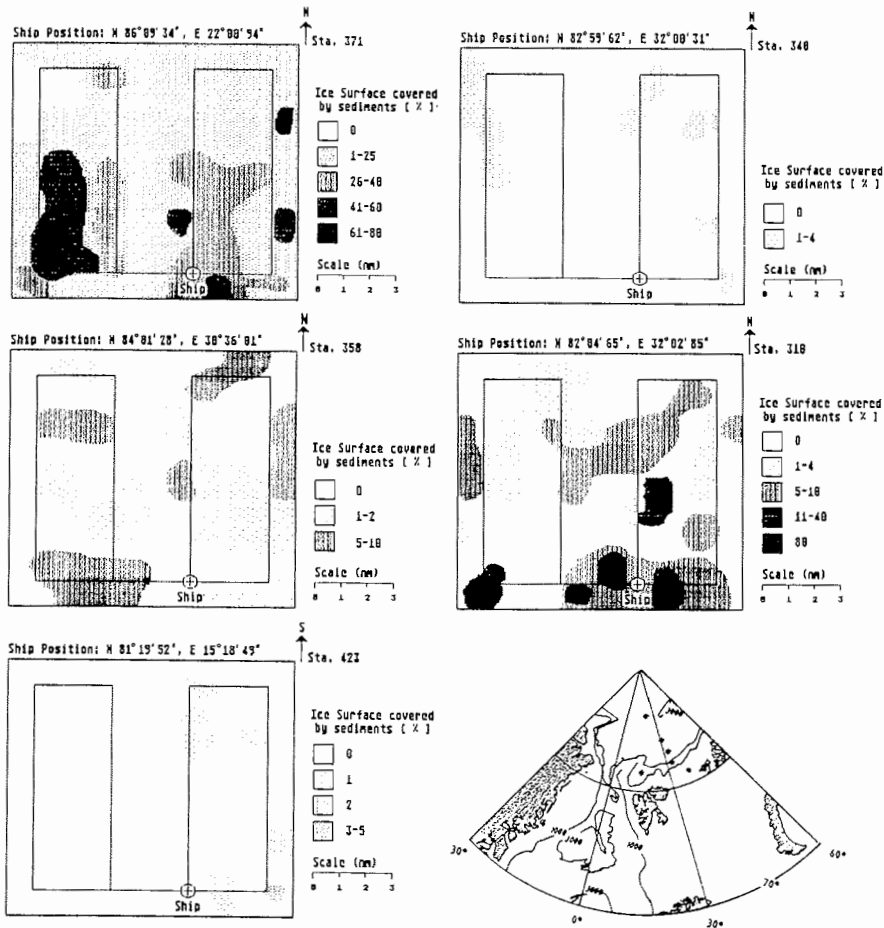 N
Ship Position: N 86°09'34", E 22°00'94"
Sta. 371
Ice Surface covered
by sediments [ % ]
0
1-25
26-40
41-60
61-80
Scale (nm)
0 1 2 3
Ship
N
Ship Position: N 82°59'62", E 32°00'31"
Sta. 340
Ice Surface covered
by sediments [ % ]
0
1-4
Scale (nm)
0 1 2 3
Ship
N
Ship Position: N 84°01'28", E 30°36'01"
Sta. 358
Ice Surface covered
by sediments [ % ]
0
1-2
5-10
Scale (nm)
0 1 2 3
Ship
N
Ship Position: N 82°04'65", E 32°02'85"
Sta. 310
Ice Surface covered
by sediments [ % ]
0
1-4
5-10
11-40
80
Scale (nm)
0 1 2 3
Ship
S
Ship Position: N 81°19'52", E 15°18'49"
Sta. 423
Ice Surface covered
by sediments [ % ]
0
1
2
3-5
Scale (nm)
0 1 2 3
Ship
3000
1000
3000
1000
3000
30°
0°
30°
70°
60°